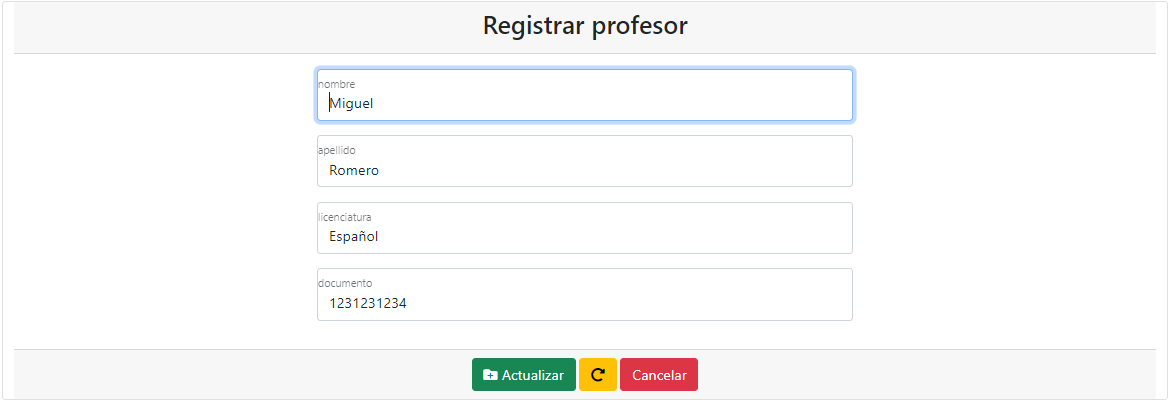 Registrar profesor
nombre
Miguel
apellido
Romero
licenciatura
Español
documento
1231231234
Actualizar
Cancelar